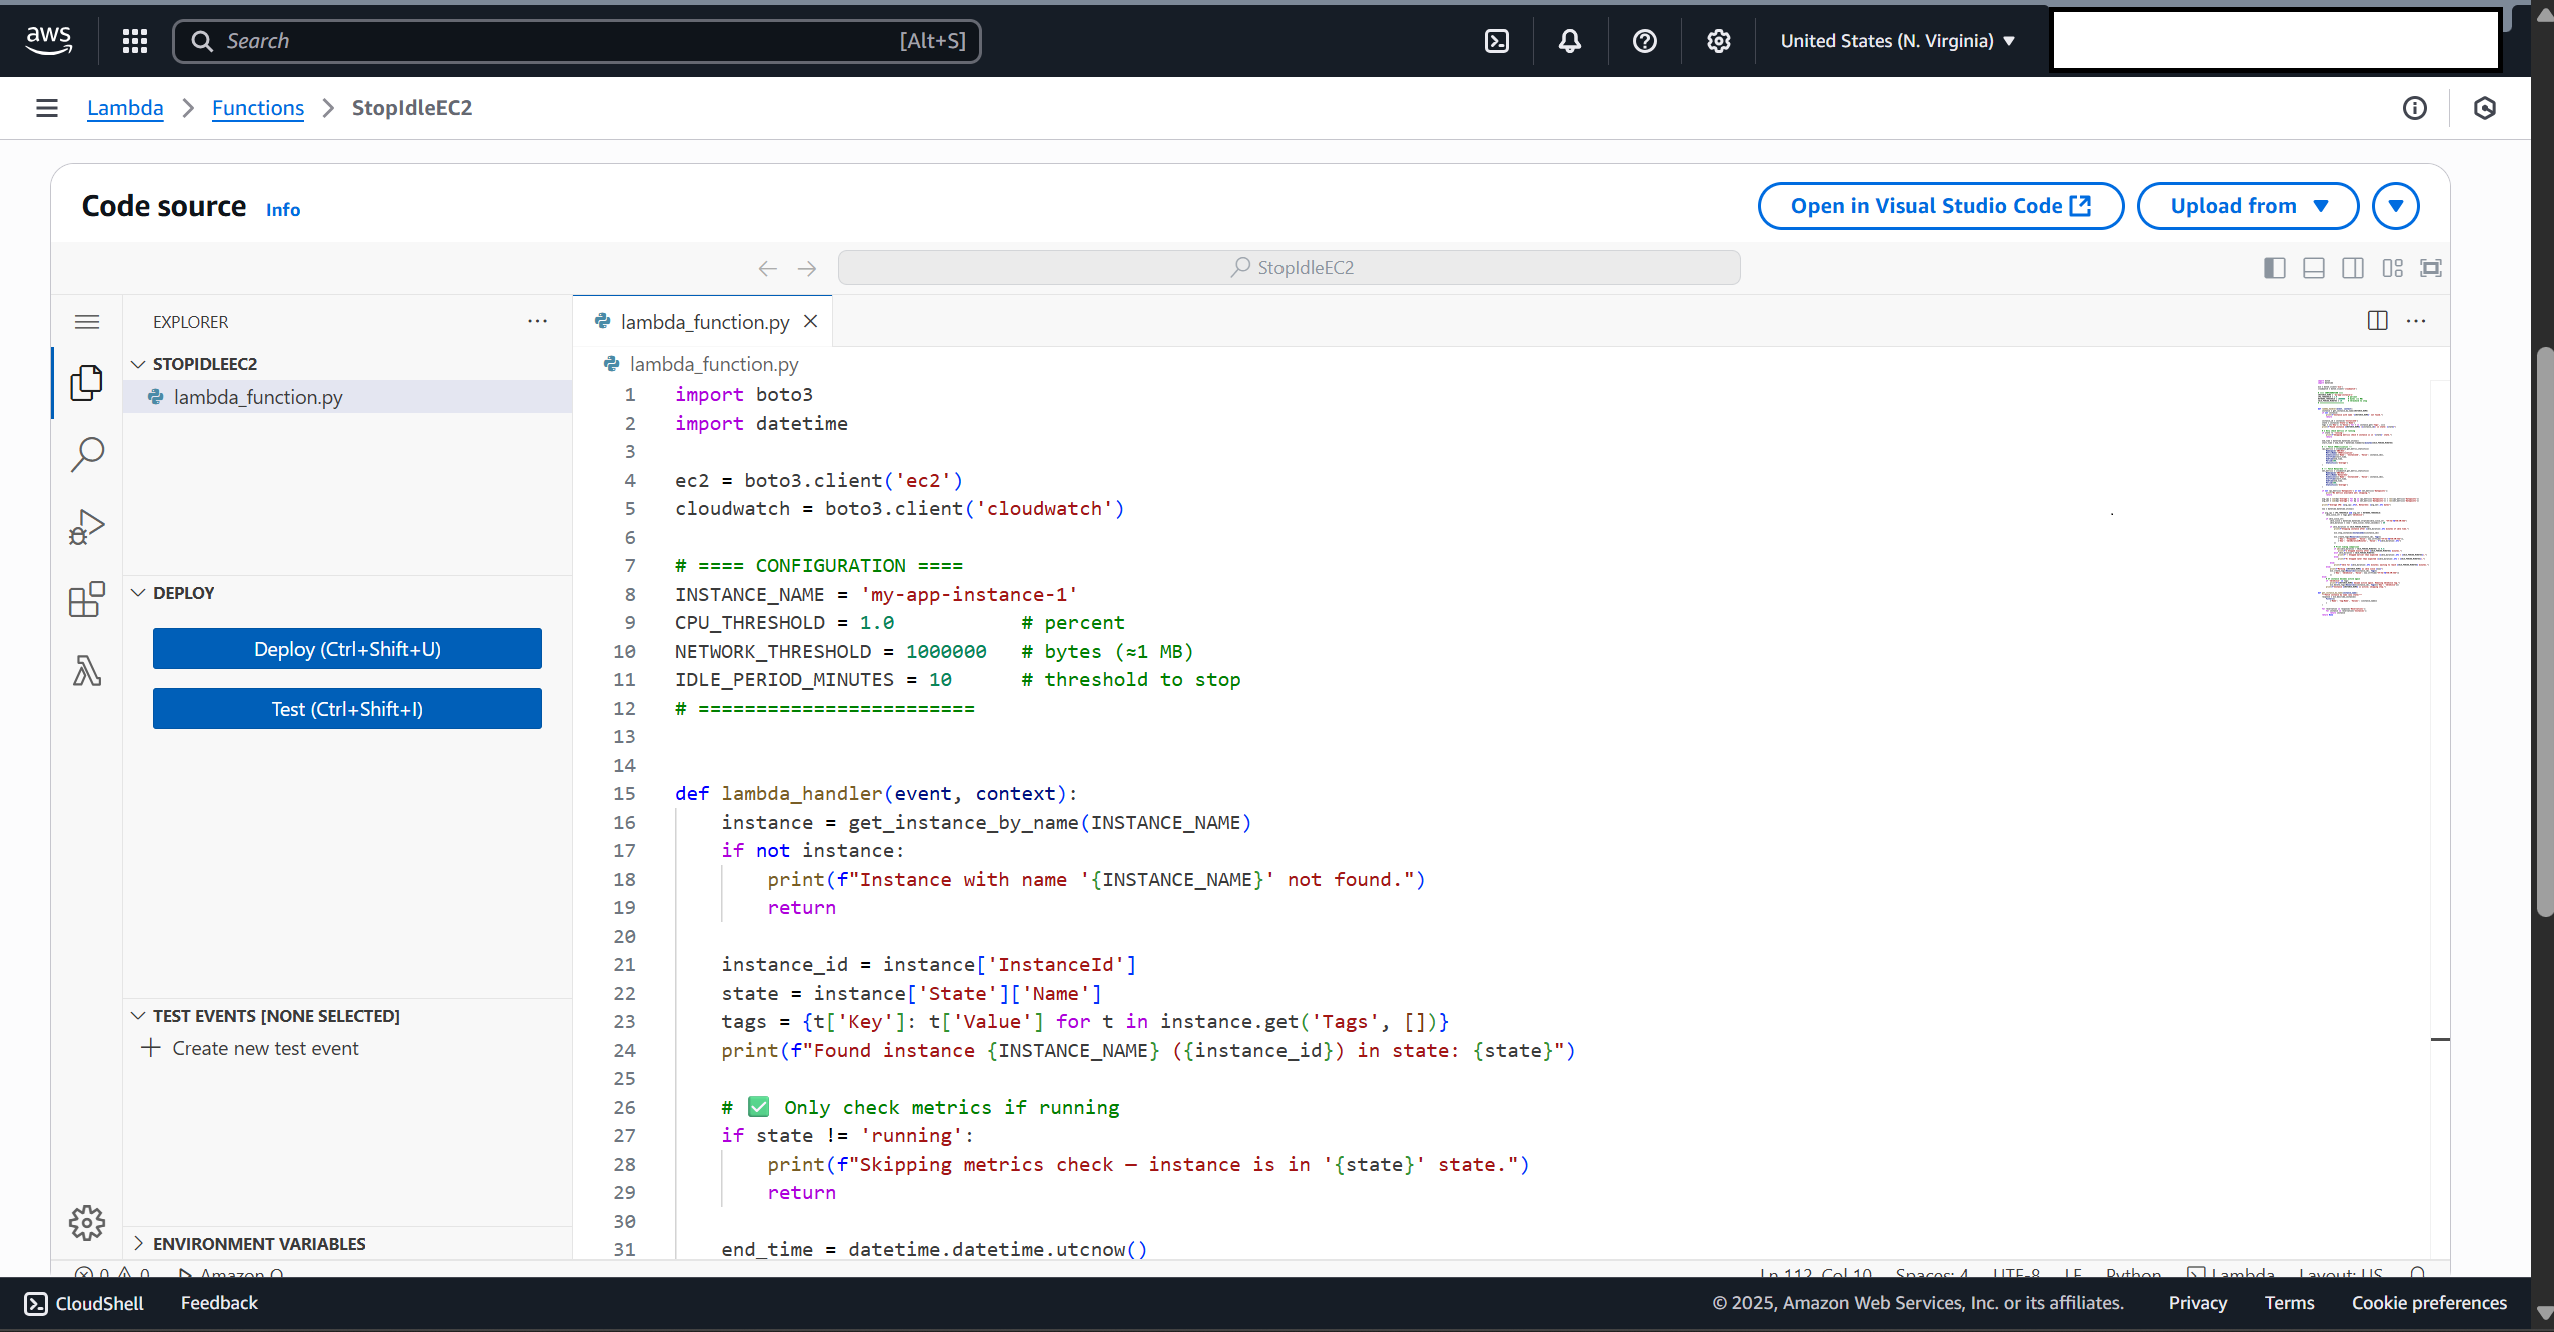 aws
Search [Alt+S]
United States (N. Virginia)
Lambda
Functions
StopIdleEC2
Code source
Info
Open in Visual Studio Code
Upload from
StopIdleEC2
EXPLORER
STOPIDLEEC2
lambda_function.py
DEPLOY
Deploy (Ctrl+Shift+U)
Test (Ctrl+Shift+I)
TEST EVENTS [NONE SELECTED]
Create new test event
ENVIRONMENT VARIABLES
lambda_function.py
lambda_function.py
1 import boto3
2 import datetime
3
4 ec2 = boto3.client('ec2')
5 cloudwatch = boto3.client('cloudwatch')
6
7 # ==== CONFIGURATION ====
8 INSTANCE_NAME = 'my-app-instance-1'
9 CPU_THRESHOLD = 1.0 # percent
10 NETWORK_THRESHOLD = 1000000 # bytes (≈1 MB)
11 IDLE_PERIOD_MINUTES = 10 # threshold to stop
12 # ========================
13
14
15 def lambda_handler(event, context):
16 instance = get_instance_by_name(INSTANCE_NAME)
17 if not instance:
18 print(f"Instance with name '{INSTANCE_NAME}' not found.")
19 return
20
21 instance_id = instance['InstanceId']
22 state = instance['State']['Name']
23 tags = {t['Key']: t['Value'] for t in instance.get('Tags', [])}
24 print(f"Found instance {INSTANCE_NAME} ({instance_id}) in state: {state}")
25
26 # ✅ Only check metrics if running
27 if state != 'running':
28 print(f"Skipping metrics check — instance is in '{state}' state.")
29 return
30
31 end_time = datetime.datetime.utcnow()
0 0 Amazon Q
Ln 112, Col 10 Spaces: 4 UTF-8 LF Python Lambda Layout: US
CloudShell
Feedback
© 2025, Amazon Web Services, Inc. or its affiliates.
Privacy
Terms
Cookie preferences